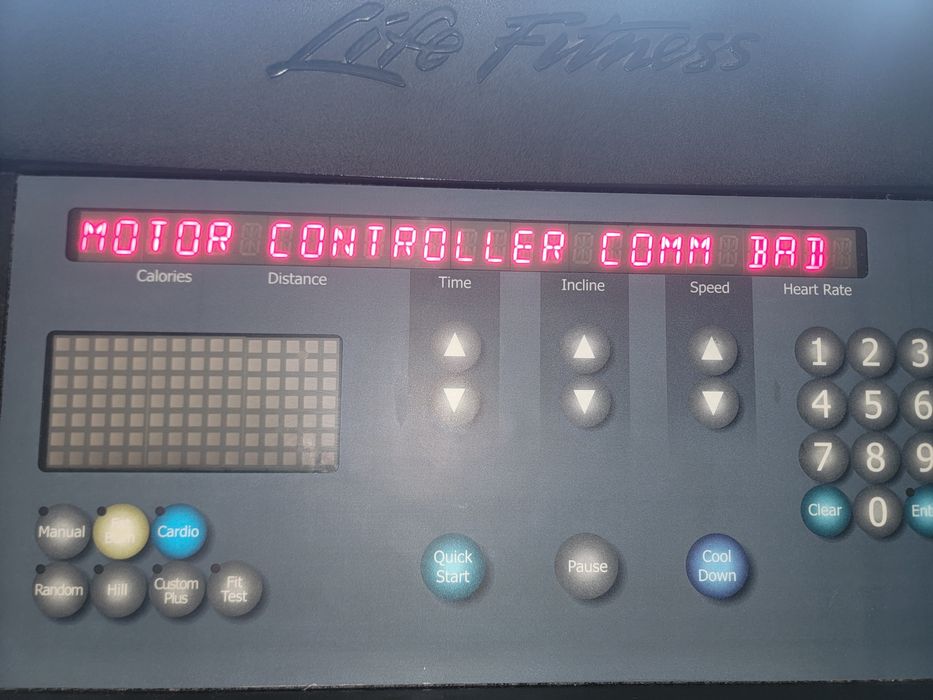 Life Fitness
MOTOR CONTROLLER COMM BAD
Calories Distance Time Incline Speed Heart Rate
1 2 3
4 5 6
7 8 9
Clear 0
Manual Cardio
Random Hill Custom Plus Fit Test
Quick Start Pause Cool Down